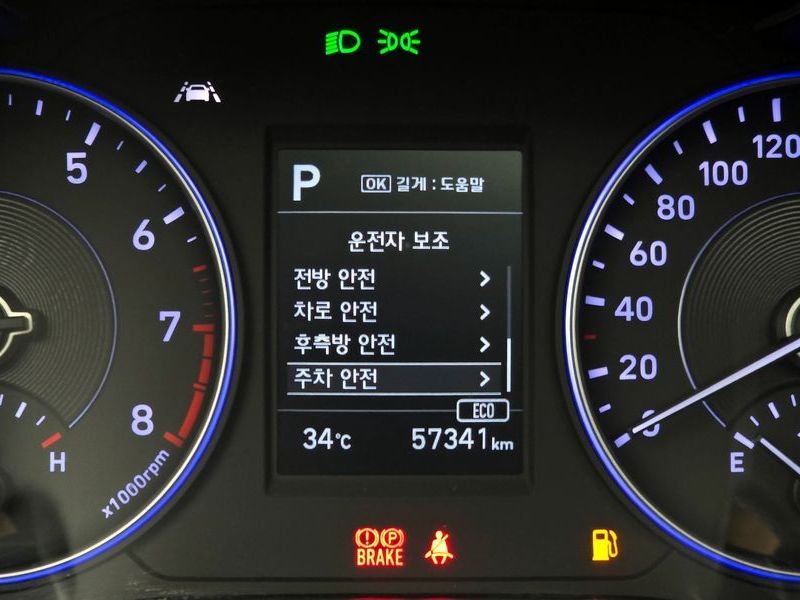 P OK 길게 : 도움말
운전자 보조
전방 안전
차로 안전
후측방 안전
주차 안전
ECO
34°C 57341 km
5
6
7
8
x1000rpm
H
120
100
80
60
40
20
0
E
P
BRAKE